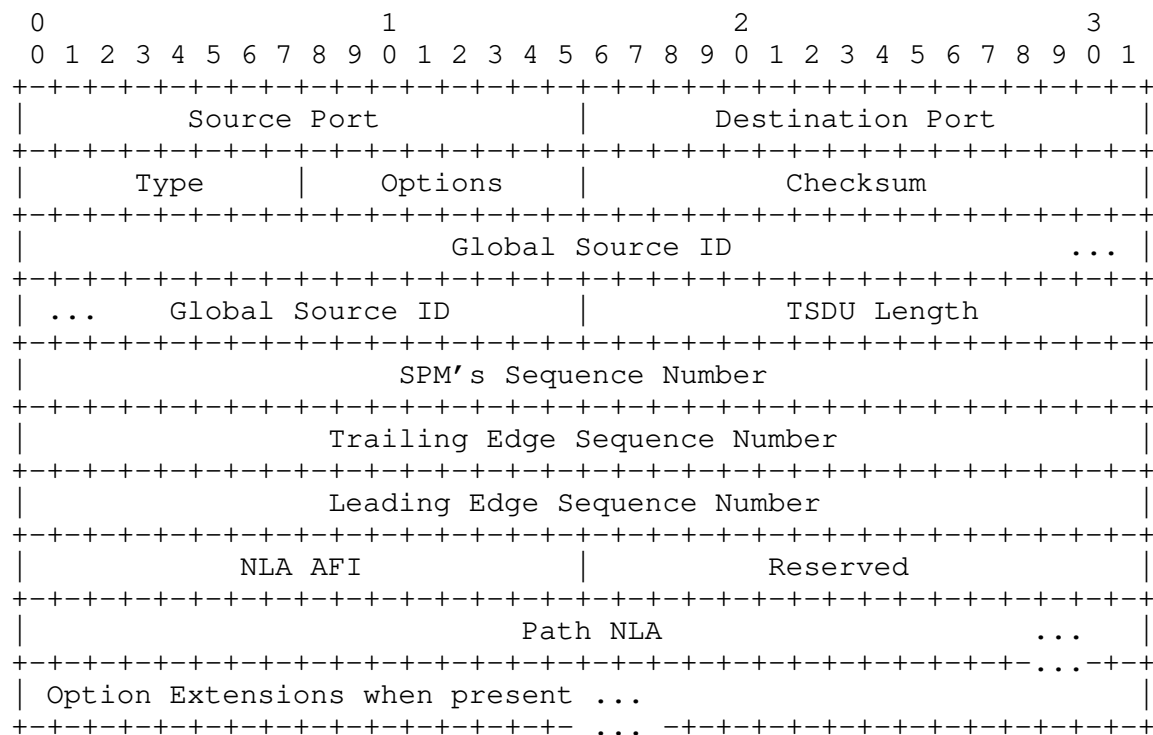 0                   1                   2                   3
 0 1 2 3 4 5 6 7 8 9 0 1 2 3 4 5 6 7 8 9 0 1 2 3 4 5 6 7 8 9 0 1
+-+-+-+-+-+-+-+-+-+-+-+-+-+-+-+-+-+-+-+-+-+-+-+-+-+-+-+-+-+-+-+-+
|         Source Port           |       Destination Port        |
+-+-+-+-+-+-+-+-+-+-+-+-+-+-+-+-+-+-+-+-+-+-+-+-+-+-+-+-+-+-+-+-+
|      Type     |    Options    |           Checksum            |
+-+-+-+-+-+-+-+-+-+-+-+-+-+-+-+-+-+-+-+-+-+-+-+-+-+-+-+-+-+-+-+-+
|                        Global Source ID                   ... |
+-+-+-+-+-+-+-+-+-+-+-+-+-+-+-+-+-+-+-+-+-+-+-+-+-+-+-+-+-+-+-+-+
| ...    Global Source ID       |           TSDU Length         |
+-+-+-+-+-+-+-+-+-+-+-+-+-+-+-+-+-+-+-+-+-+-+-+-+-+-+-+-+-+-+-+-+
|                     SPM's Sequence Number                     |
+-+-+-+-+-+-+-+-+-+-+-+-+-+-+-+-+-+-+-+-+-+-+-+-+-+-+-+-+-+-+-+-+
|                 Trailing Edge Sequence Number                 |
+-+-+-+-+-+-+-+-+-+-+-+-+-+-+-+-+-+-+-+-+-+-+-+-+-+-+-+-+-+-+-+-+
|                 Leading Edge Sequence Number                  |
+-+-+-+-+-+-+-+-+-+-+-+-+-+-+-+-+-+-+-+-+-+-+-+-+-+-+-+-+-+-+-+-+
|            NLA AFI            |          Reserved             |
+-+-+-+-+-+-+-+-+-+-+-+-+-+-+-+-+-+-+-+-+-+-+-+-+-+-+-+-+-+-+-+-+
|                            Path NLA                     ...   |
+-+-+-+-+-+-+-+-+-+-+-+-+-+-+-+-+-+-+-+-+-+-+-+-+-+-+-+-+-...-+-+
| Option Extensions when present ...                            |
+-+-+-+-+-+-+-+-+-+-+-+-+-+-+-+- ... -+-+-+-+-+-+-+-+-+-+-+-+-+-+